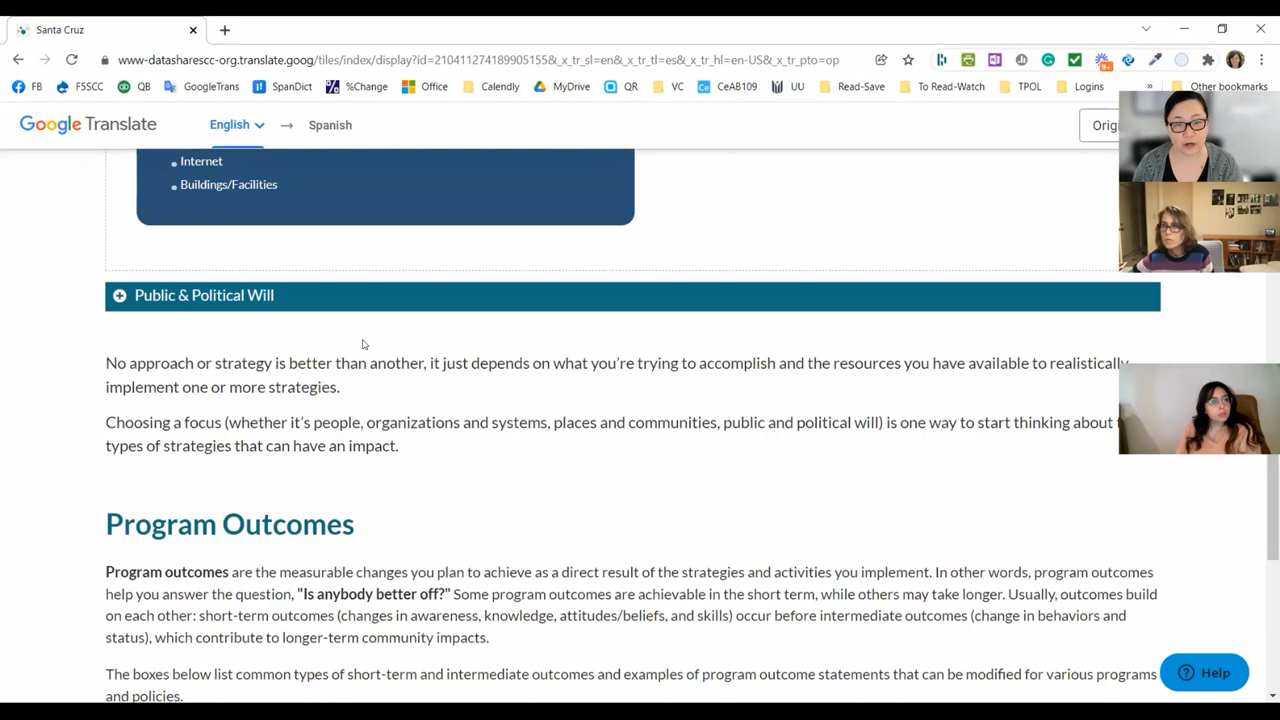 Santa Cruz
www-datasharescc-org.translate.goog/tiles/index/display?id=210411274189905155&_x_tr_sl=en&_x_tr_tl=es&_x_tr_hl=en-US&_x_tr_pto=op
FB F5SCC QB GoogleTrans SpanDict %Change Office Calendly MyDrive QR VC CeAB109 UU Read-Save To Read-Watch TPOL Logins » Other bookmarks
Google Translate English → Spanish Orig
Internet
Buildings/Facilities
Public & Political Will
No approach or strategy is better than another, it just depends on what you're trying to accomplish and the resources you have available to realistically
implement one or more strategies.
Choosing a focus (whether it's people, organizations and systems, places and communities, public and political will) is one way to start thinking about
types of strategies that can have an impact.
Program Outcomes
Program outcomes are the measurable changes you plan to achieve as a direct result of the strategies and activities you implement. In other words, program outcomes
help you answer the question, "Is anybody better off?" Some program outcomes are achievable in the short term, while others may take longer. Usually, outcomes build
on each other: short-term outcomes (changes in awareness, knowledge, attitudes/beliefs, and skills) occur before intermediate outcomes (change in behaviors and
status), which contribute to longer-term community impacts.
The boxes below list common types of short-term and intermediate outcomes and examples of program outcome statements that can be modified for various programs
and policies.
Help